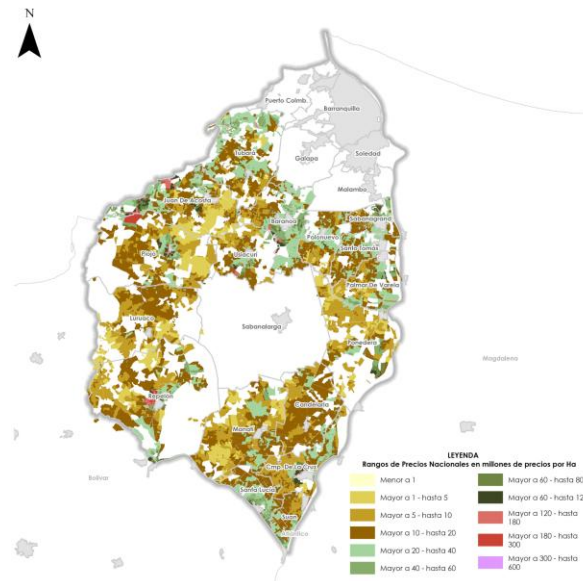 N
Puerto Colomb.
Barranquilla
Tubará
Galapa
Soledad
Malambo
Juan De Acosta
Baranoa
Sabanagrand
Polonuevo
Santo Tomás
Piojó
Usiacurí
Palmar De Varela
Luruaco
Sabanalarga
Ponedera
Magdalena
Repelón
Candelaria
Manatí
Bolívar
Cmp. De La Cruz
Santa Lucía
Suan
Atlántico
LEYENDA
Rangos de Precios Nacionales en millones de precios por Ha
Menor a 1
Mayor a 1 - hasta 5
Mayor a 5 - hasta 10
Mayor a 10 - hasta 20
Mayor a 20 - hasta 40
Mayor a 40 - hasta 60
Mayor a 60 - hasta 80
Mayor a 60 - hasta 12
Mayor a 120 - hasta
180
Mayor a 180 - hasta
300
Mayor a 300 - hasta
600